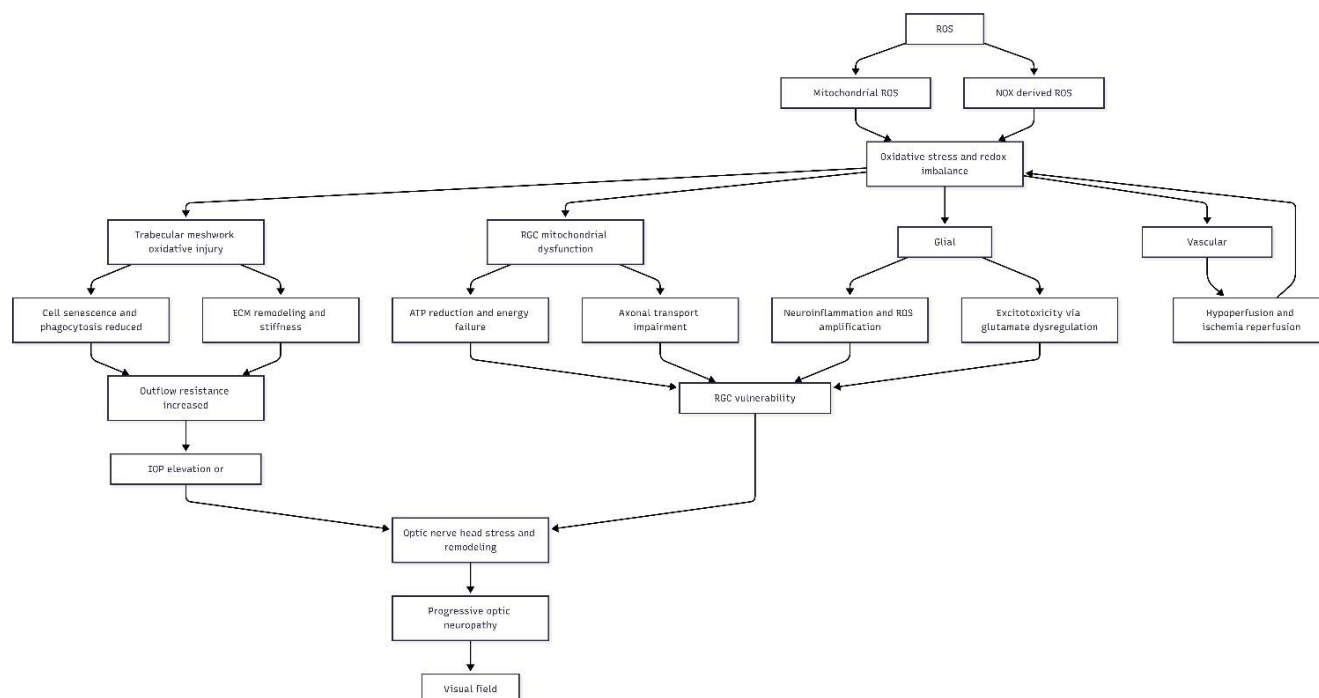 ROS
Mitochondrial ROS
NOX derived ROS
Oxidative stress and redox
imbalance
Trabecular meshwork
oxidative injury
RGC mitochondrial
dysfunction
Glial
Vascular
Cell senescence and
phagocytosis reduced
ECM remodeling and
stiffness
ATP reduction and energy
failure
Axonal transport
impairment
Neuroinflammation and ROS
amplification
Excitotoxicity via
glutamate dysregulation
Hypoperfusion and
ischemia reperfusion
Outflow resistance
increased
RGC vulnerability
IOP elevation or
Optic nerve head stress and
remodeling
Progressive optic
neuropathy
Visual field